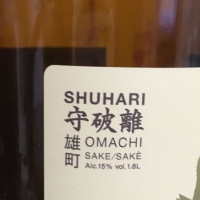 SHUHARI
守破離
雄町
OMACHI
SAKE/SAKÉ
Alc.15% vol. 1.8L